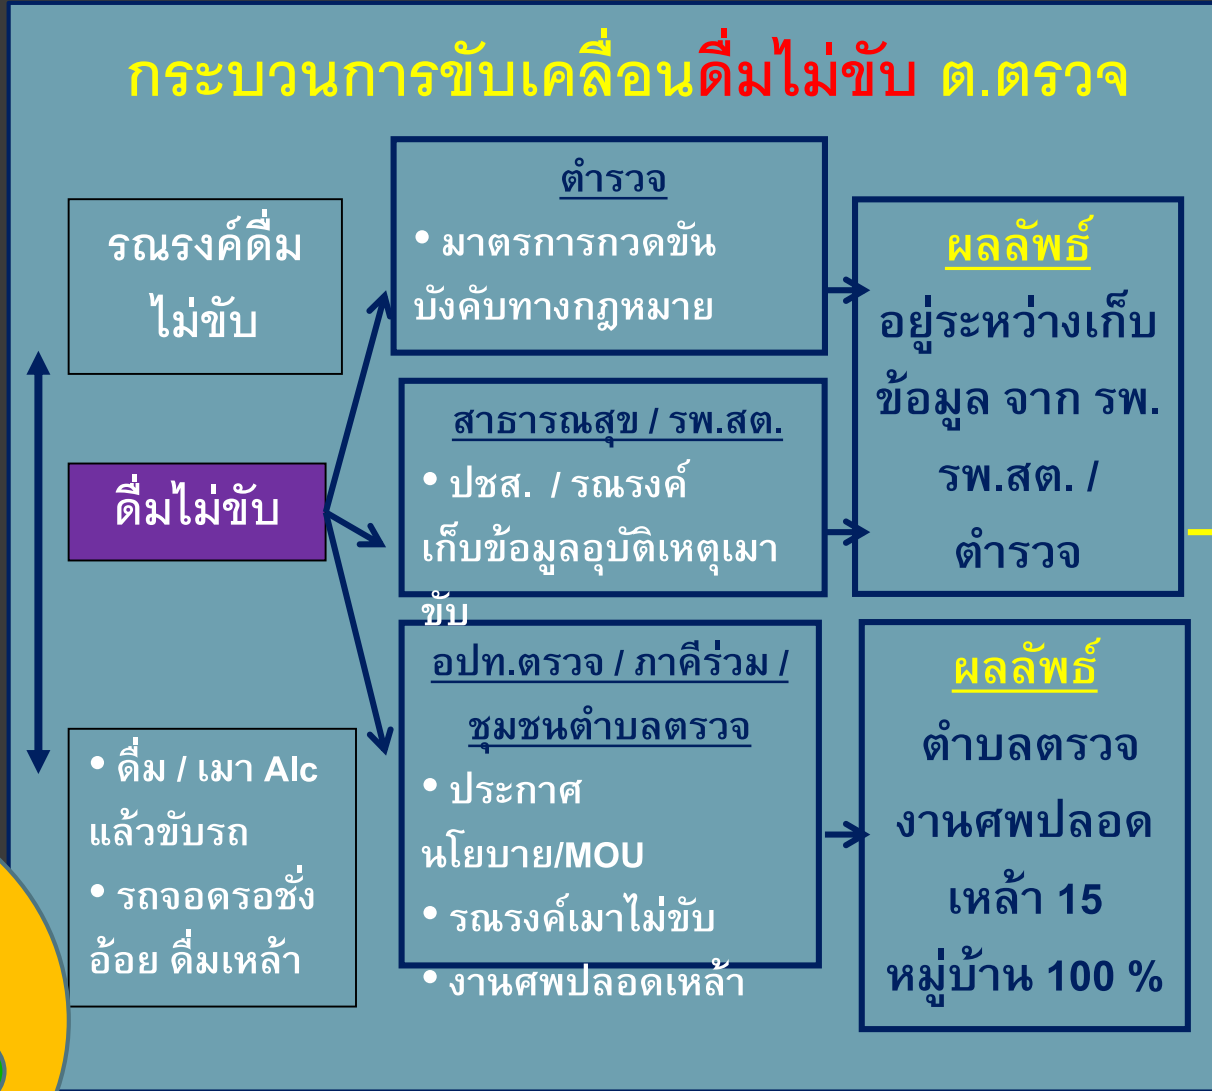 กระบวนการขับเคลื่อนดื่มไม่ขับ ต.ตรวจ
รณรงค์ดื่ม
ไม่ขับ
ดื่มไม่ขับ
• ดื่ม / เมา Alc
แล้วขับรถ
• รถจอดรอชั่ง
อ้อย ดื่มเหล้า
ตำรวจ
• มาตรการกวดขัน
บังคับทางกฎหมาย
สาธารณสุข / รพ.สต.
• ปชส. / รณรงค์
เก็บข้อมูลอุบัติเหตุเมา
ขับ
อปท.ตรวจ / ภาคีร่วม /
ชุมชนตำบลตรวจ
• ประกาศ
นโยบาย/MOU
• รณรงค์เมาไม่ขับ
• งานศพปลอดเหล้า
ผลลัพธ์
อยู่ระหว่างเก็บ
ข้อมูล จาก รพ.
รพ.สต. /
ตำรวจ
ผลลัพธ์
ตำบลตรวจ
งานศพปลอด
เหล้า 15
หมู่บ้าน 100 %